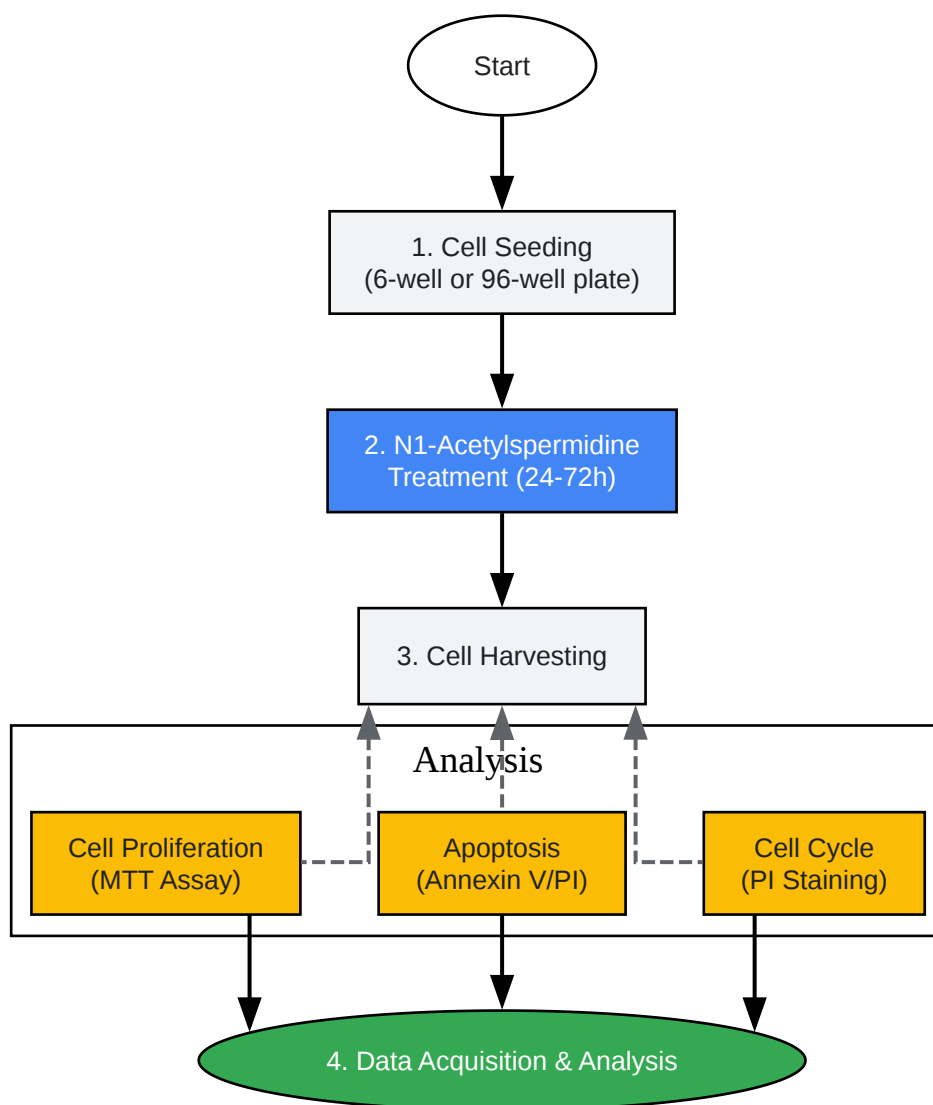 Start
1. Cell Seeding
(6-well or 96-well plate)
2. N1-Acetylspermidine
Treatment (24-72h)
3. Cell Harvesting
Analysis
Cell Proliferation
(MTT Assay)
Apoptosis
(Annexin V/PI)
Cell Cycle
(PI Staining)
4. Data Acquisition & Analysis